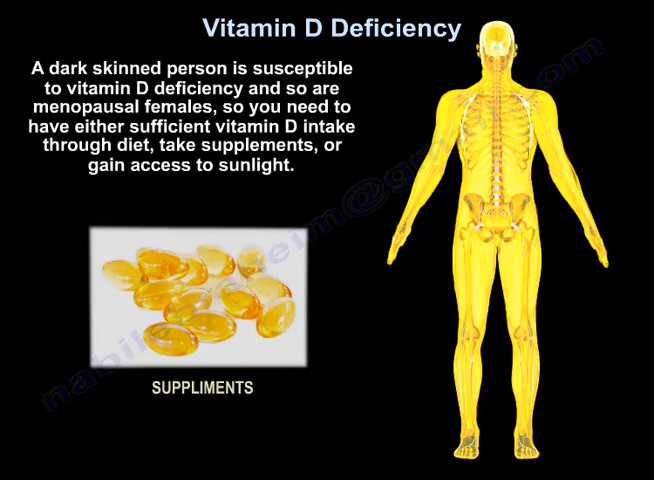 Vitamin D Deficiency
A dark skinned person is susceptible
to vitamin D deficiency and so are
menopausal females, so you need to
have either sufficient vitamin D intake
through diet, take supplements, or
gain access to sunlight.
SUPPLIMENTS